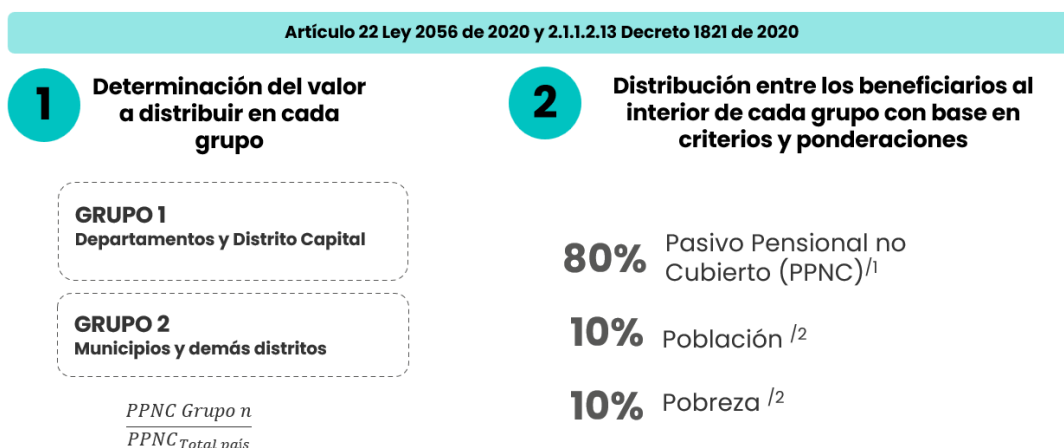 Artículo 22 Ley 2056 de 2020 y 2.1.1.2.13 Decreto 1821 de 2020
1
Determinación del valor
a distribuir en cada
grupo
GRUPO 1
Departamentos y Distrito Capital
GRUPO 2
Municipios y demás distritos
PPNC Grupo n
PPNC Total país
2
Distribución entre los beneficiarios al
interior de cada grupo con base en
criterios y ponderaciones
80% Pasivo Pensional no
Cubierto (PPNC)/1
10% Población /2
10% Pobreza /2